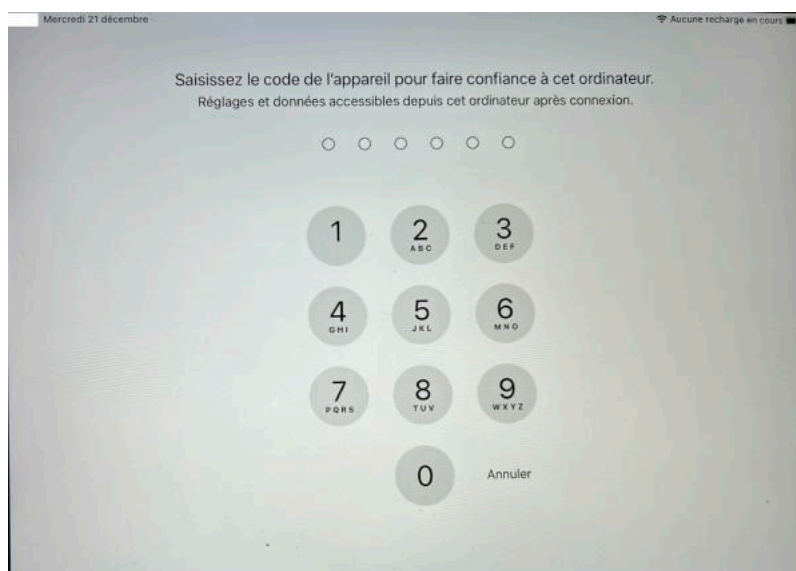 Mercredi 21 décembre
Aucune recharge en cours
Saisissez le code de l'appareil pour faire confiance à cet ordinateur.
Réglages et données accessibles depuis cet ordinateur après connexion.
1 2 3
ABC DEF
4 5 6
GHI JKL MNO
7 8 9
PQRS TUV WXYZ
0 Annuler